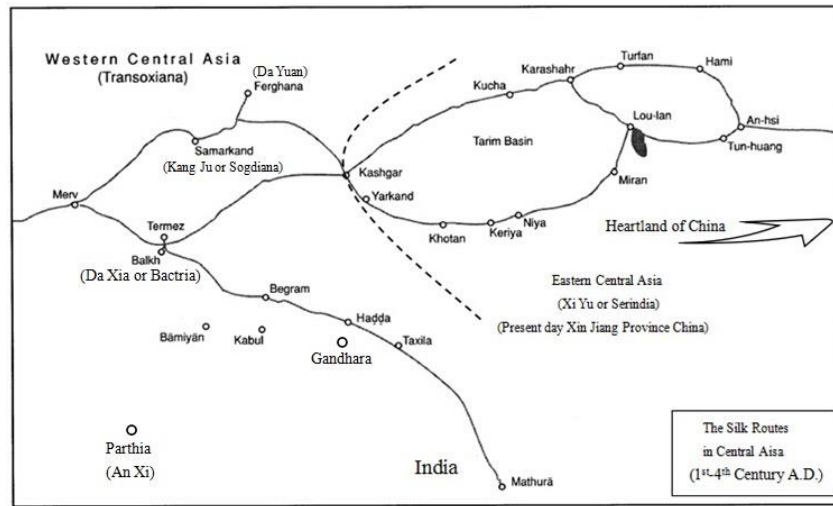 Western Central Asia
(Transoxiana)
(Da Yuan)
Ferghana
Samarkand
(Kang Ju or Sogdiana)
Merv
Termez
Balkh
(Da Xia or Bactria)
Begram
Bāmiyān
Kabul
Haḍḍa
Gandhara
Taxila
Parthia
(An Xi)
India
Mathurā
Kashgar
Yarkand
Khotan
Keriya
Niya
Miran
Lou-lan
Tarim Basin
Kucha
Karashahr
Turfan
Hami
An-hsi
Tun-huang
Heartland of China
Eastern Central Asia
(Xi Yu or Serindia)
(Present day Xin Jiang Province China)
The Silk Routes
in Central Aisa
(1st-4th Century A.D.)